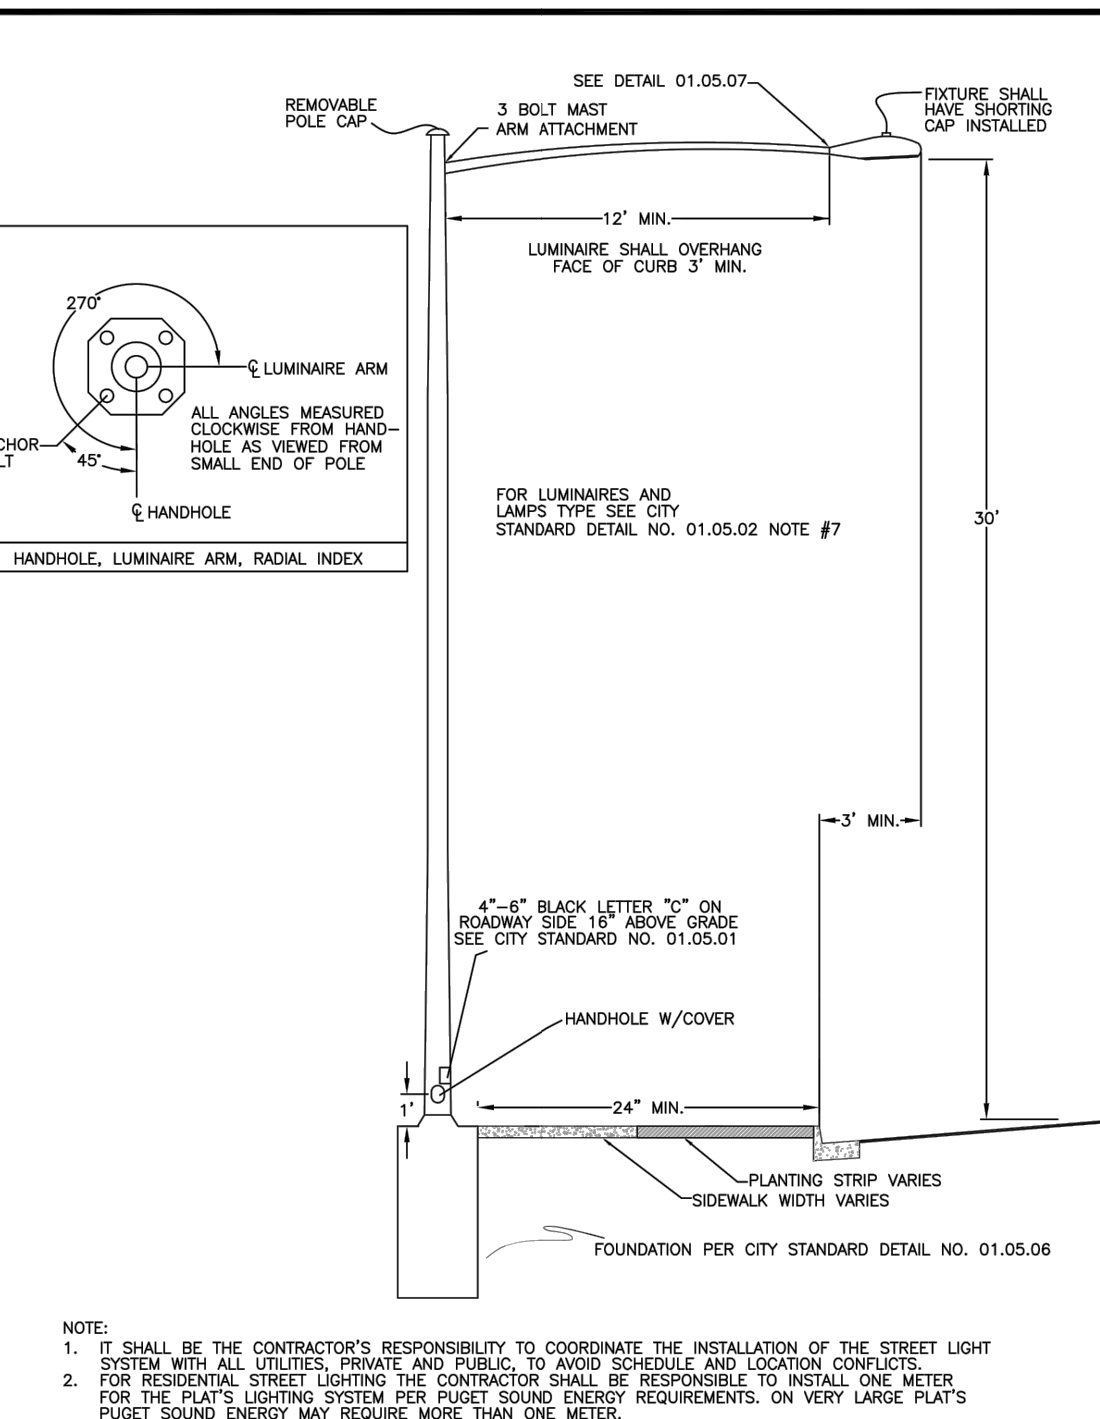 SEE DETAIL 01.05.07
REMOVABLE
POLE CAP
3 BOLT MAST
ARM ATTACHMENT
FIXTURE SHALL
HAVE SHORTING
CAP INSTALLED
12' MIN.
LUMINAIRE SHALL OVERHANG
FACE OF CURB 3' MIN.
270°
℄ LUMINAIRE ARM
ALL ANGLES MEASURED
CLOCKWISE FROM HAND-
HOLE AS VIEWED FROM
SMALL END OF POLE
CHOR
LT
45°
℄ HANDHOLE
HANDHOLE, LUMINAIRE ARM, RADIAL INDEX
FOR LUMINAIRES AND
LAMPS TYPE SEE CITY
STANDARD DETAIL NO. 01.05.02 NOTE #7
30'
3' MIN.
4"-6" BLACK LETTER "C" ON
ROADWAY SIDE 16" ABOVE GRADE
SEE CITY STANDARD NO. 01.05.01
HANDHOLE W/COVER
1'
24" MIN.
PLANTING STRIP VARIES
SIDEWALK WIDTH VARIES
FOUNDATION PER CITY STANDARD DETAIL NO. 01.05.06
NOTE:
1. IT SHALL BE THE CONTRACTOR'S RESPONSIBILITY TO COORDINATE THE INSTALLATION OF THE STREET LIGHT
SYSTEM WITH ALL UTILITIES, PRIVATE AND PUBLIC, TO AVOID SCHEDULE AND LOCATION CONFLICTS.
2. FOR RESIDENTIAL STREET LIGHTING THE CONTRACTOR SHALL BE RESPONSIBLE TO INSTALL ONE METER
FOR THE PLAT'S LIGHTING SYSTEM PER PUGET SOUND ENERGY REQUIREMENTS. ON VERY LARGE PLAT'S
PUGET SOUND ENERGY MAY REQUIRE MORE THAN ONE METER.